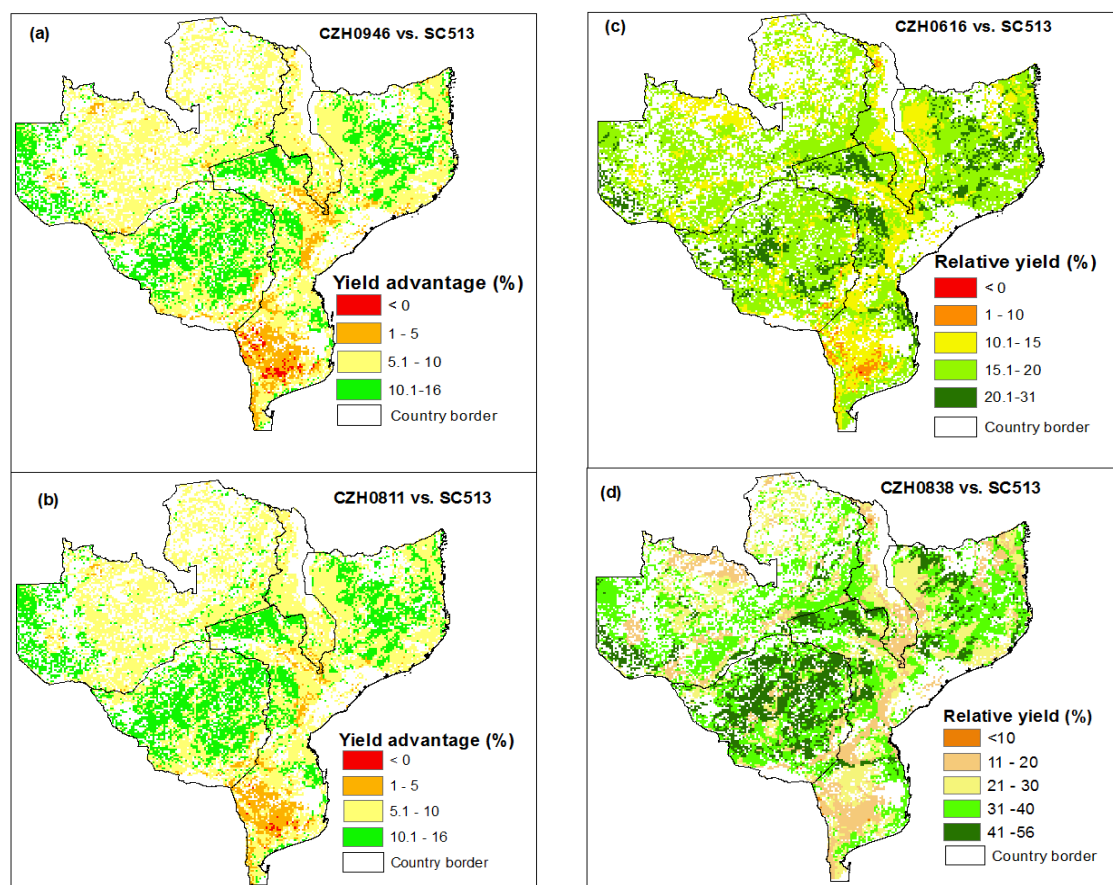 (a)
CZH0946 vs. SC513
Yield advantage (%)
< 0
1 - 5
5.1 - 10
10.1-16
Country border
(b)
CZH0811 vs. SC513
Yield advantage (%)
< 0
1 - 5
5.1 - 10
10.1 - 16
Country border
(c)
CZH0616 vs. SC513
Relative yield (%)
< 0
1 - 10
10.1- 15
15.1- 20
20.1-31
Country border
(d)
CZH0838 vs. SC513
Relative yield (%)
<10
11 - 20
21 - 30
31 -40
41 -56
Country border